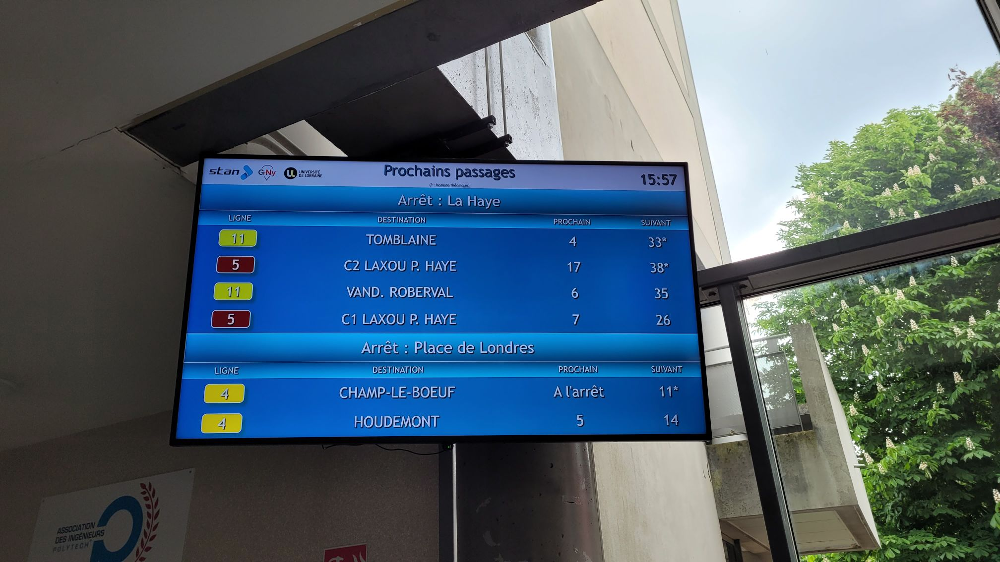 stan G-Ny UNIVERSITÉ DE LORRAINE Prochains passages 15:57
(* : horaire théorique)
Arrêt : La Haye
LIGNE DESTINATION PROCHAIN SUIVANT
11 TOMBLAINE 4 33*
5 C2 LAXOU P. HAYE 17 38*
11 VAND. ROBERVAL 6 35
5 C1 LAXOU P. HAYE 7 26
Arrêt : Place de Londres
LIGNE DESTINATION PROCHAIN SUIVANT
4 CHAMP-LE-BOEUF A l'arrêt 11*
4 HOUDEMONT 5 14
ASSOCIATION
DES INGÉNIEURS
POLYTECH